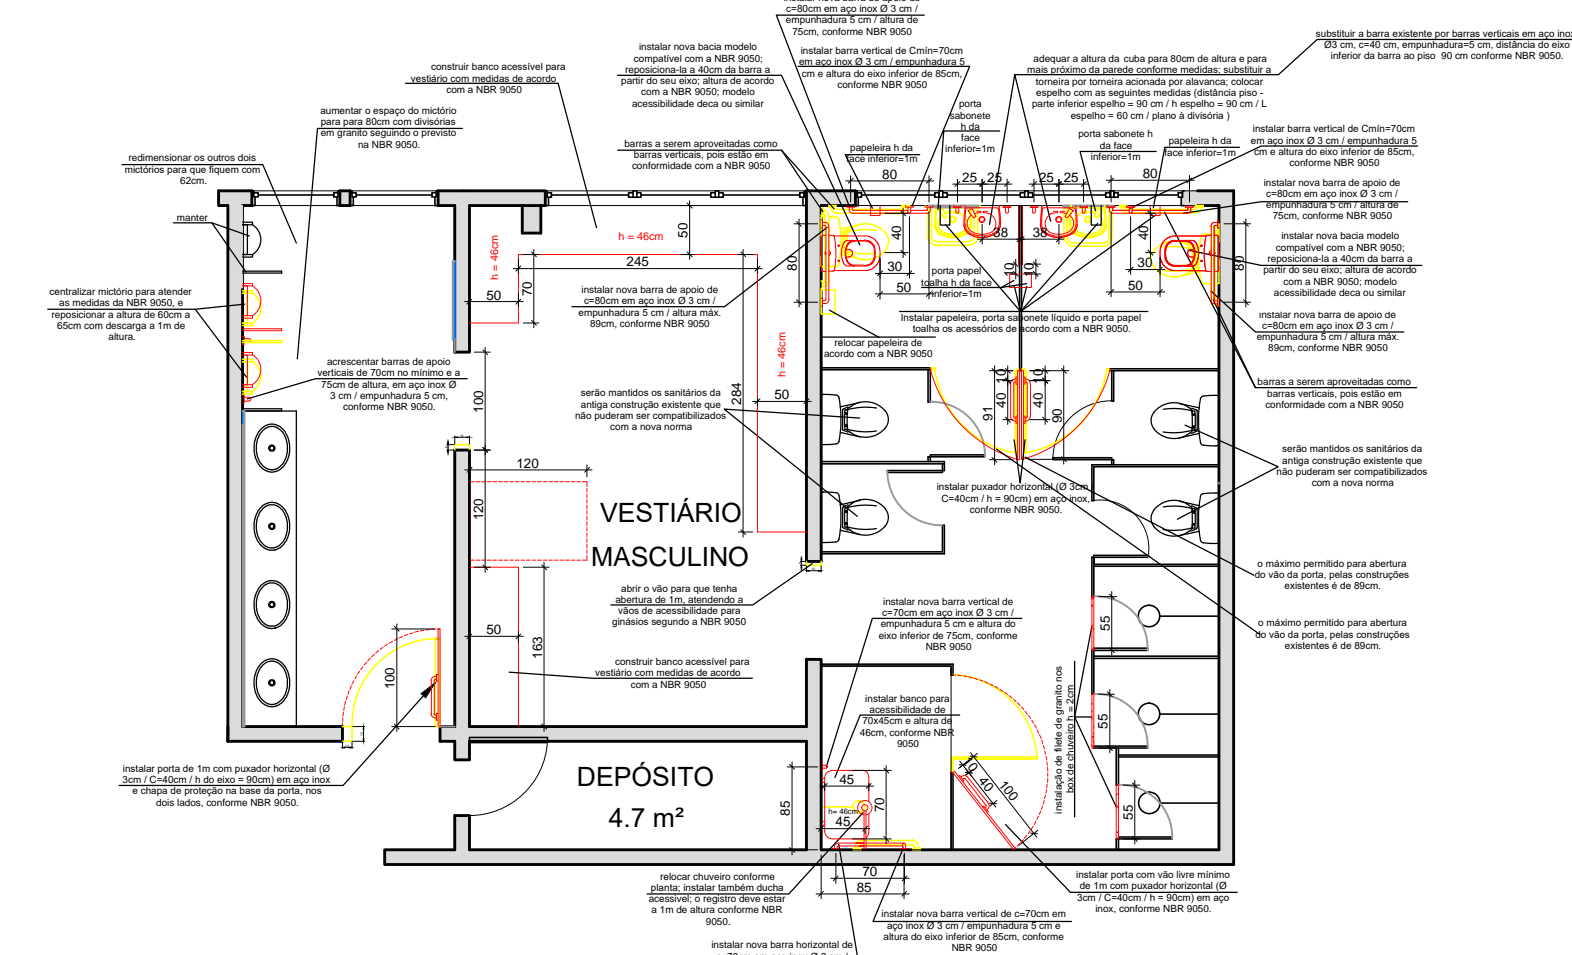 c=80cm em aço inox Ø 3 cm /
empunhadura 5 cm / altura de
75cm, conforme NBR 9050
substituir a barra existente por barras verticais em aço inox
Ø3 cm, c=40 cm, empunhadura=5 cm, distância do eixo
inferior da barra ao piso 90 cm conforme NBR 9050.
instalar nova bacia modelo
compatível com a NBR 9050;
reposiciona-la a 40cm da barra a
partir do seu eixo; altura de acordo
com a NBR 9050; modelo
acessibilidade deca ou similar
instalar barra vertical de Cmín=70cm
em aço inox Ø 3 cm / empunhadura 5
cm e altura do eixo inferior de 85cm,
conforme NBR 9050
adequar a altura da cuba para 80cm de altura e para
mais próximo da parede conforme medidas; substituir a
torneira por torneira acionada por alavanca; colocar
espelho com as seguintes medidas (distância piso -
parte inferior espelho = 90 cm / h espelho = 90 cm / L
espelho = 60 cm / plano à divisória )
construir banco acessível para
vestiário com medidas de acordo
com a NBR 9050
aumentar o espaço do mictório
para para 80cm com divisórias
em granito seguindo o previsto
na NBR 9050.
redimensionar os outros dois
mictórios para que fiquem com
62cm.
barras a serem aproveitadas como
barras verticais, pois estão em
conformidade com a NBR 9050
papeleira h da
face inferior=1m
porta
sabonete
h da
face
inferior=1m
porta sabonete h
da face
inferior=1m
papeleira h da
face inferior=1m
instalar barra vertical de Cmín=70cm
em aço inox Ø 3 cm / empunhadura 5
cm e altura do eixo inferior de 85cm,
conforme NBR 9050
80
25
25
25
25
80
instalar nova barra de apoio de
c=80cm em aço inox Ø 3 cm /
empunhadura 5 cm / altura de
75cm, conforme NBR 9050
manter
h = 46cm
50
245
h = 46cm
50
70
40
38
38
40
80
80
30
30
50
50
instalar nova bacia modelo
compatível com a NBR 9050;
reposiciona-la a 40cm da barra a
partir do seu eixo; altura de acordo
com a NBR 9050; modelo
acessibilidade deca ou similar
porta papel
toalha h da face
inferior=1m
10
10
centralizar mictório para atender
as medidas da NBR 9050, e
reposicionar a altura de 60cm a
65cm com descarga a 1m de
altura.
instalar nova barra de apoio de
c=80cm em aço inox Ø 3 cm /
empunhadura 5 cm / altura máx.
89cm, conforme NBR 9050
Instalar papeleira, porta sabonete líquido e porta papel
toalha os acessórios de acordo com a NBR 9050.
relocar papeleira de
acordo com a NBR 9050
instalar nova barra de apoio de
c=80cm em aço inox Ø 3 cm /
empunhadura 5 cm / altura máx.
89cm, conforme NBR 9050
acrescentar barras de apoio
verticais de 70cm no mínimo e a
75cm de altura, em aço inox Ø
3 cm / empunhadura 5 cm,
conforme NBR 9050.
h = 46cm
100
284
50
serão mantidos os sanitários da
antiga construção existente que
não puderam ser compatibilizados
com a nova norma
91
10
40
10
40
90
barras a serem aproveitadas como
barras verticais, pois estão em
conformidade com a NBR 9050
serão mantidos os sanitários da
antiga construção existente que
não puderam ser compatibilizados
com a nova norma
instalar puxador horizontal (Ø 3cm
C=40cm / h = 90cm) em aço inox,
conforme NBR 9050.
120
120
VESTIÁRIO
MASCULINO
o máximo permitido para abertura
do vão da porta, pelas construções
existentes é de 89cm.
o máximo permitido para abertura
do vão da porta, pelas construções
existentes é de 89cm.
abrir o vão para que tenha
abertura de 1m, atendendo a
vãos de acessibilidade para
ginásios segundo a NBR 9050
instalar nova barra vertical de
c=70cm em aço inox Ø 3 cm /
empunhadura 5 cm e altura do
eixo inferior de 75cm, conforme
NBR 9050
55
50
163
100
construir banco acessível para
vestiário com medidas de acordo
com a NBR 9050
instalar banco para
acessibilidade de
70x45cm e altura de
46cm, conforme NBR
9050
instalação de filete de granito nos
box de chuveiro h = 2cm
55
55
instalar porta de 1m com puxador horizontal (Ø
3cm / C=40cm / h do eixo = 90cm) em aço inox
e chapa de proteção na base da porta, nos
dois lados, conforme NBR 9050.
DEPÓSITO
4.7 m²
85
45
70
h= 46cm
45
10
40
100
70
85
relocar chuveiro conforme
planta; instalar também ducha
acessível; o registro deve estar
a 1m de altura conforme NBR
9050.
instalar porta com vão livre mínimo
de 1m com puxador horizontal (Ø
3cm / C=40cm / h = 90cm) em aço
inox, conforme NBR 9050.
instalar nova barra vertical de c=70cm em
aço inox Ø 3 cm / empunhadura 5 cm e
altura do eixo inferior de 85cm, conforme
NBR 9050
instalar nova barra horizontal de